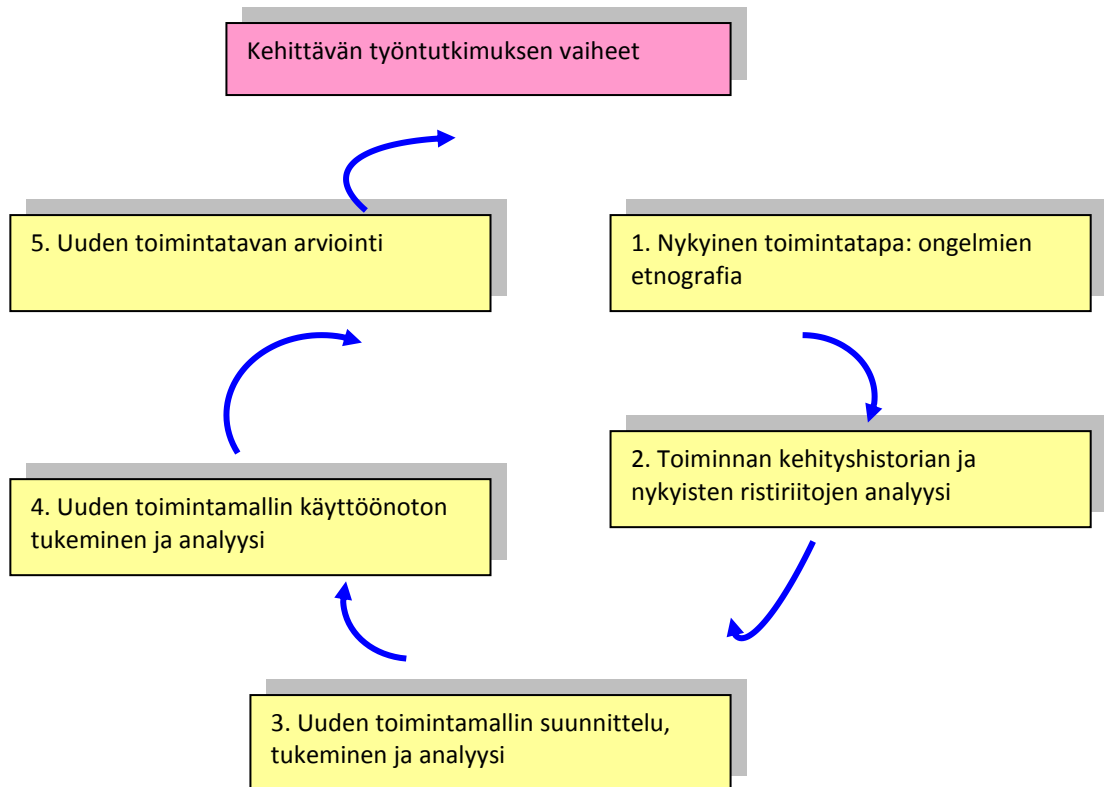 Kehittävän työntutkimuksen vaiheet
5. Uuden toimintatavan arviointi
1. Nykyinen toimintatapa: ongelmien
etnografia
2. Toiminnan kehityshistorian ja
nykyisten ristiriitojen analyysi
4. Uuden toimintamallin käyttöönoton
tukeminen ja analyysi
3. Uuden toimintamallin suunnittelu,
tukeminen ja analyysi